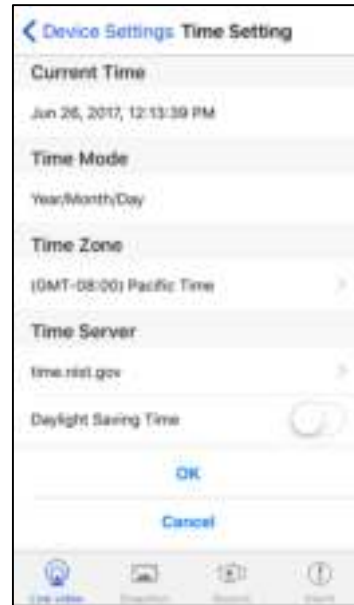 Device Settings Time Setting
Current Time
Jun 26, 2017, 12:13:39 PM
Time Mode
Year/Month/Day
Time Zone
(GMT-08:00) Pacific Time
Time Server
time.nist.gov
Daylight Saving Time
OK
Cancel
Live video